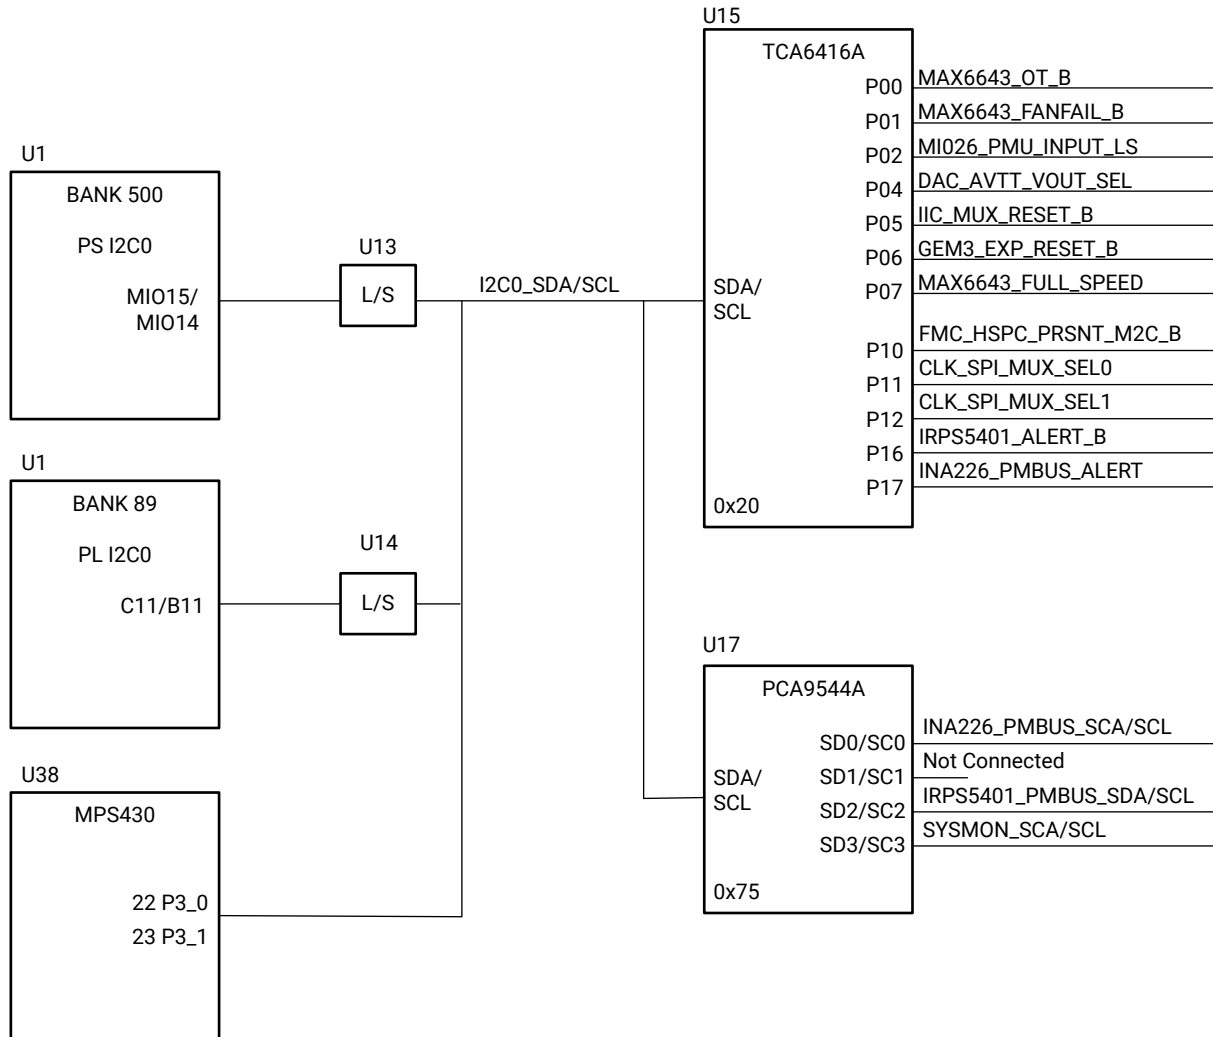 U1
BANK 500
PS I2C0
MIO15/
MIO14
U13
L/S
I2C0_SDA/SCL
U1
BANK 89
PL I2C0
C11/B11
U14
L/S
U38
MPS430
22 P3_0
23 P3_1
U15
TCA6416A
SDA/
SCL
0x20
P00 MAX6643_OT_B
P01 MAX6643_FANFAIL_B
P02 MI026_PMU_INPUT_LS
P04 DAC_AVTT_VOUT_SEL
P05 IIC_MUX_RESET_B
P06 GEM3_EXP_RESET_B
P07 MAX6643_FULL_SPEED
P10 FMC_HSPC_PRSNT_M2C_B
P11 CLK_SPI_MUX_SEL0
P12 CLK_SPI_MUX_SEL1
P16 IRPS5401_ALERT_B
P17 INA226_PMBUS_ALERT
U17
PCA9544A
SDA/
SCL
0x75
SD0/SC0 INA226_PMBUS_SCA/SCL
SD1/SC1 Not Connected
SD2/SC2 IRPS5401_PMBUS_SDA/SCL
SD3/SC3 SYSMON_SCA/SCL